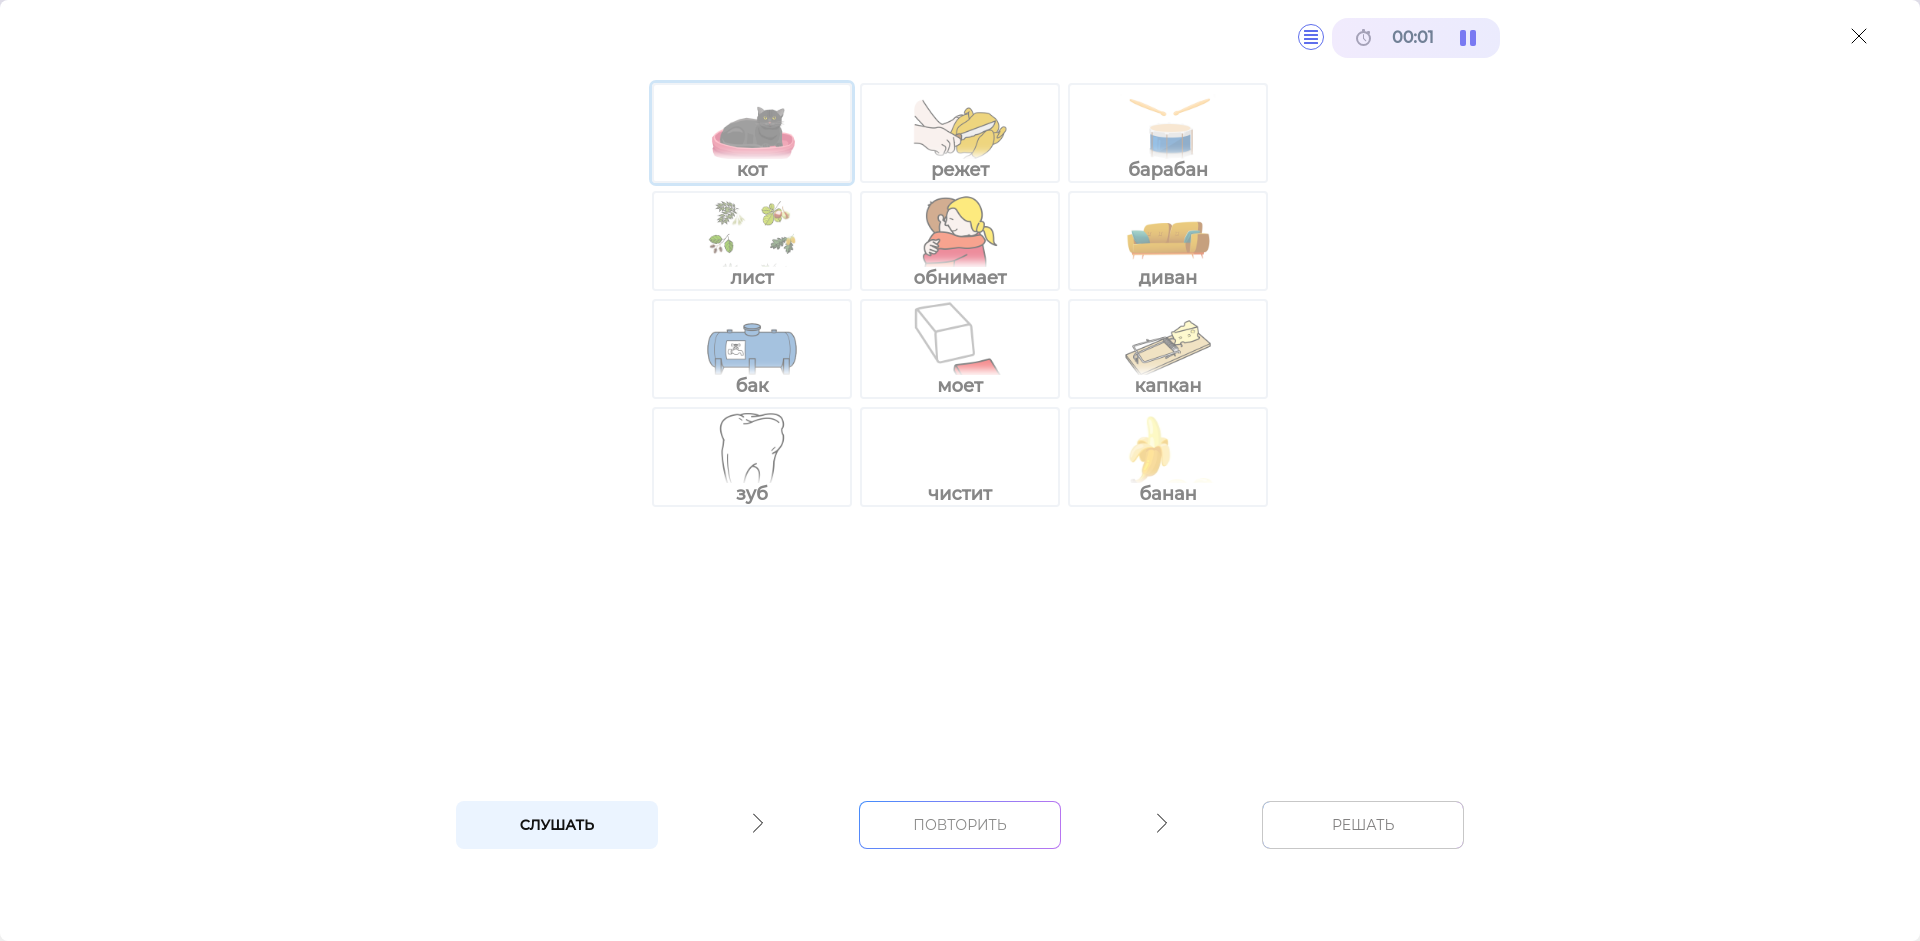 00:01
кот
режет
барабан
лист
обнимает
диван
бак
моет
капкан
зуб
чистит
банан
СЛУШАТЬ
ПОВТОРИТЬ
РЕШАТЬ